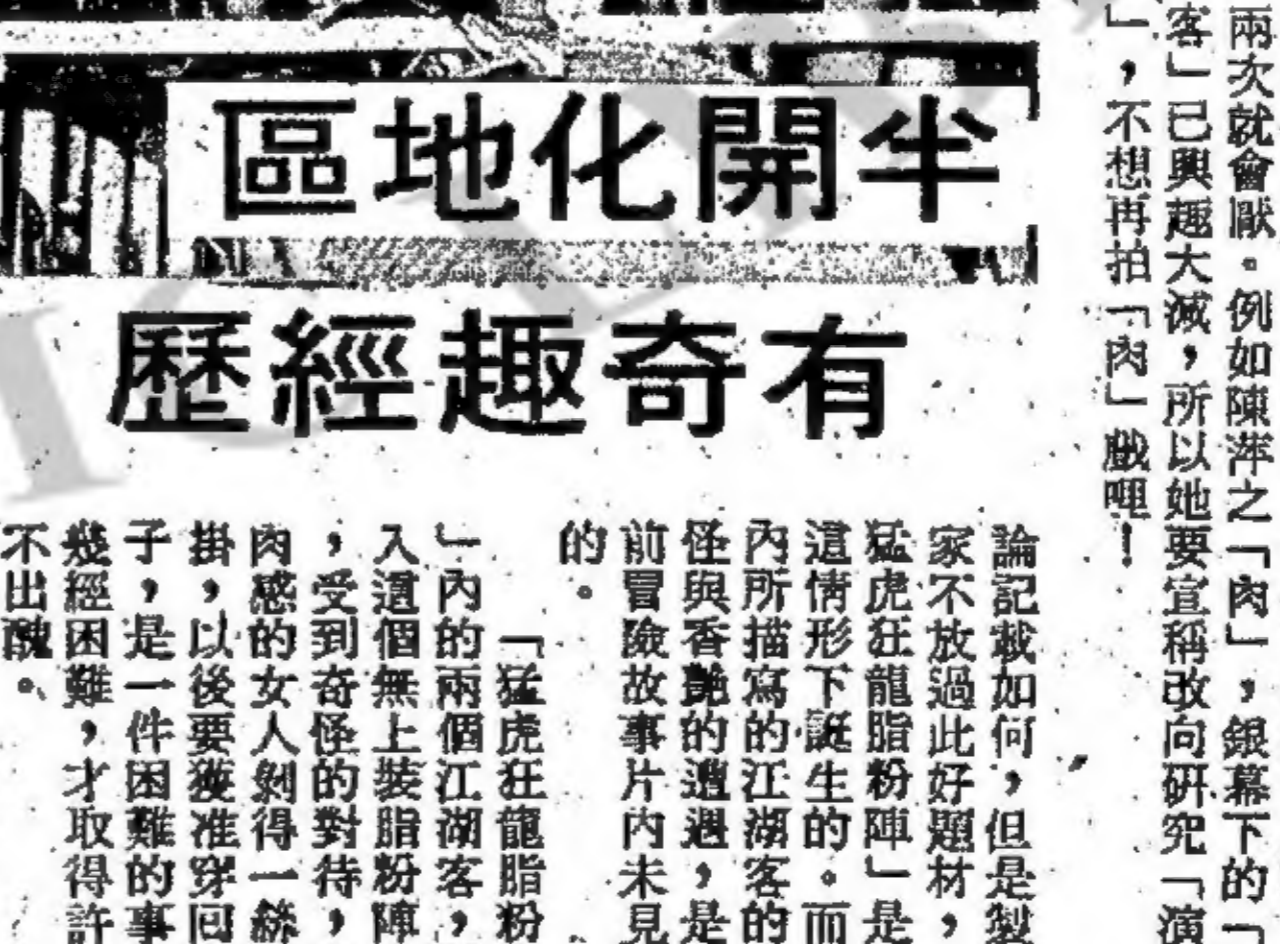 兩次就會厭。例如陳萍之「肉」,銀幕下的「
客」已興趣大減,所以她要宣稱改向研究「演
」,不想再拍「肉」戲哩!
半開化地區
有奇趣經歷
論記載如何,但是製
家不放過此好題材,
猛虎狂龍脂粉陣」是
這情形下誕生的。而
內所描寫的江湖客的
怪與香艷的遭遇,是
前冒險故事片內未見
的。
「猛虎狂龍脂粉
」內的兩個江湖客,
入這個無上裝脂粉陣
,受到奇怪的對待,
肉感的女人剝得一絲
掛,以後要獲准穿回
子,是一件困難的事
幾經困難,才取得許
不出醜。